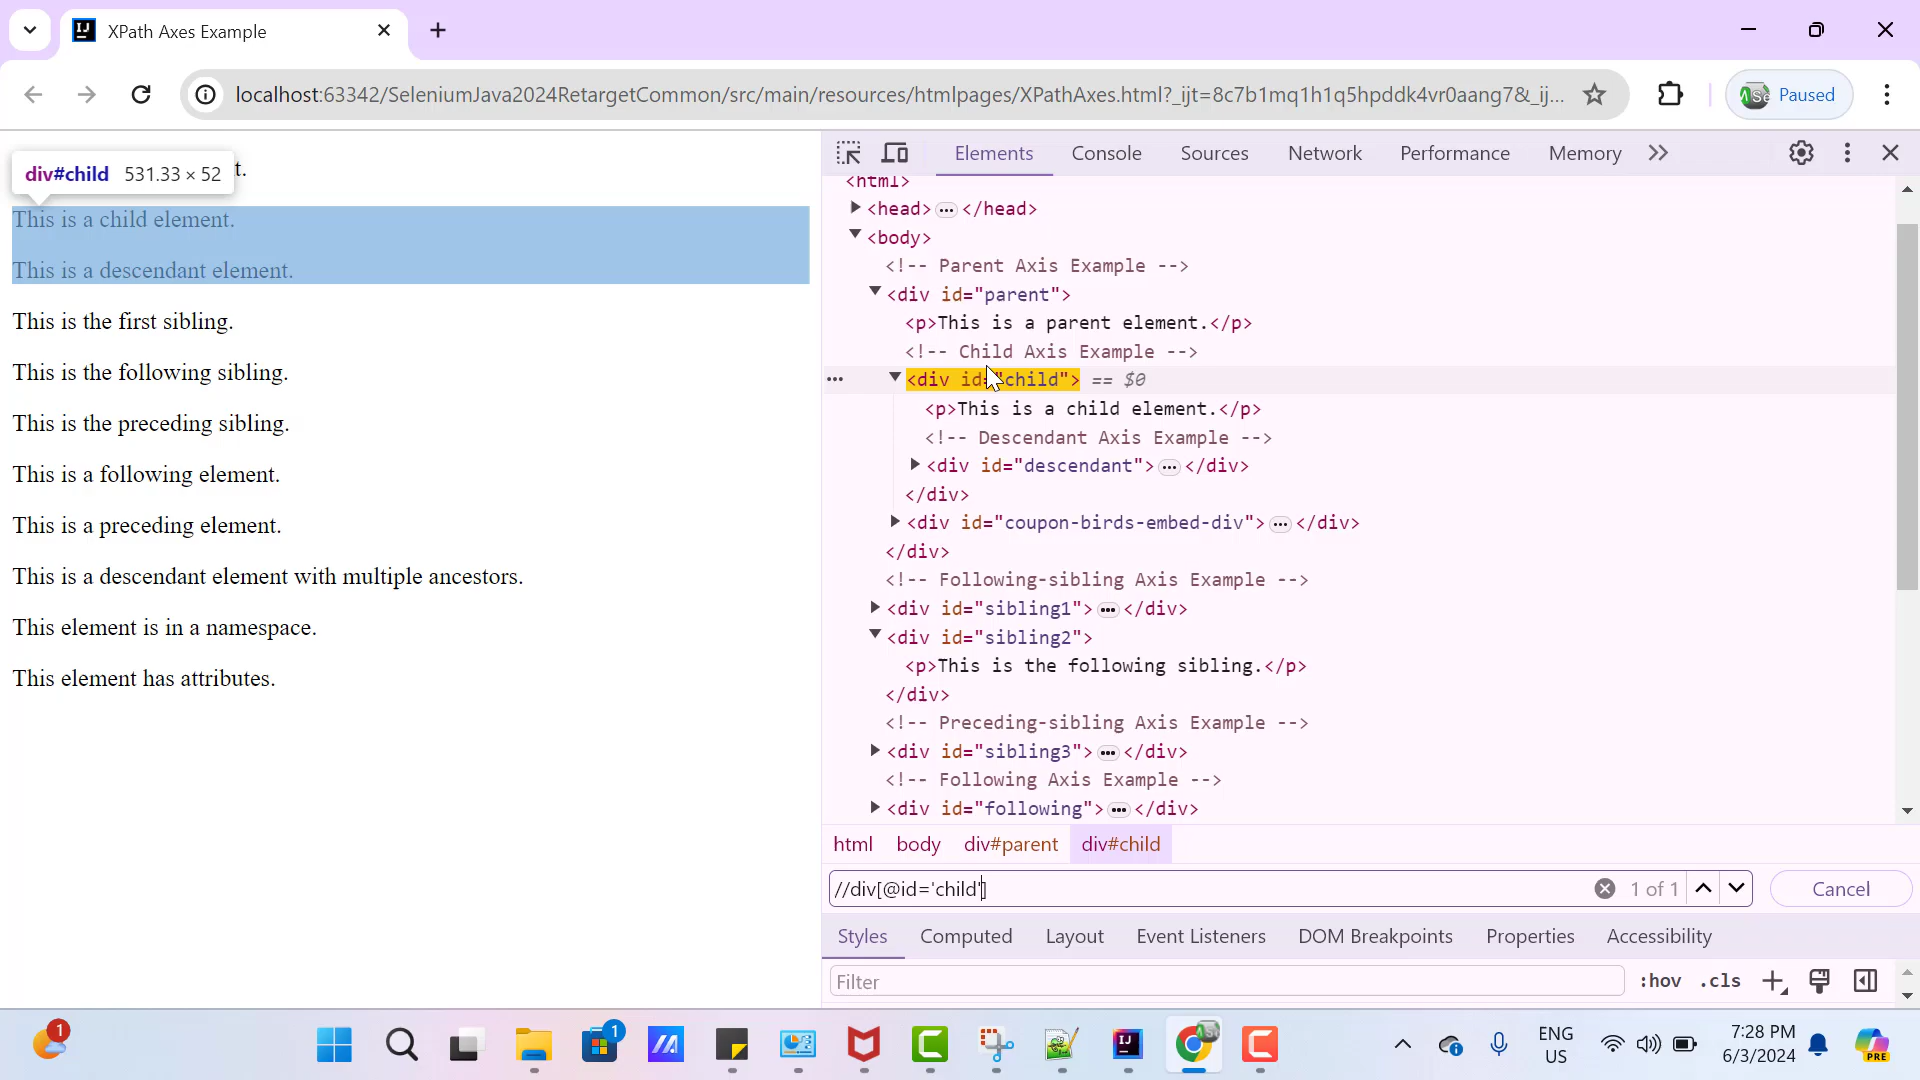 XPath Axes Example
localhost:63342/SeleniumJava2024RetargetCommon/src/main/resources/htmlpages/XPathAxes.html?_ijt=8c7b1mq1h1q5hpddk4vr0aang7&_ij...
Paused
div#child 531.33 × 52
t.
This is a child element.
This is a descendant element.
This is the first sibling.
This is the following sibling.
This is the preceding sibling.
This is a following element.
This is a preceding element.
This is a descendant element with multiple ancestors.
This element is in a namespace.
This element has attributes.
Elements Console Sources Network Performance Memory
<html>
<head> … </head>
<body>
<!-- Parent Axis Example -->
<div id="parent">
<p>This is a parent element.</p>
<!-- Child Axis Example -->
<div id="child"> == $0
<p>This is a child element.</p>
<!-- Descendant Axis Example -->
<div id="descendant"> … </div>
</div>
<div id="coupon-birds-embed-div"> … </div>
</div>
<!-- Following-sibling Axis Example -->
<div id="sibling1"> … </div>
<div id="sibling2">
<p>This is the following sibling.</p>
</div>
<!-- Preceding-sibling Axis Example -->
<div id="sibling3"> … </div>
<!-- Following Axis Example -->
<div id="following"> … </div>
html body div#parent div#child
//div[@id='child'] 1 of 1 Cancel
Styles Computed Layout Event Listeners DOM Breakpoints Properties Accessibility
Filter :hov .cls
1
1
ENG
US
7:28 PM
6/3/2024
PRE